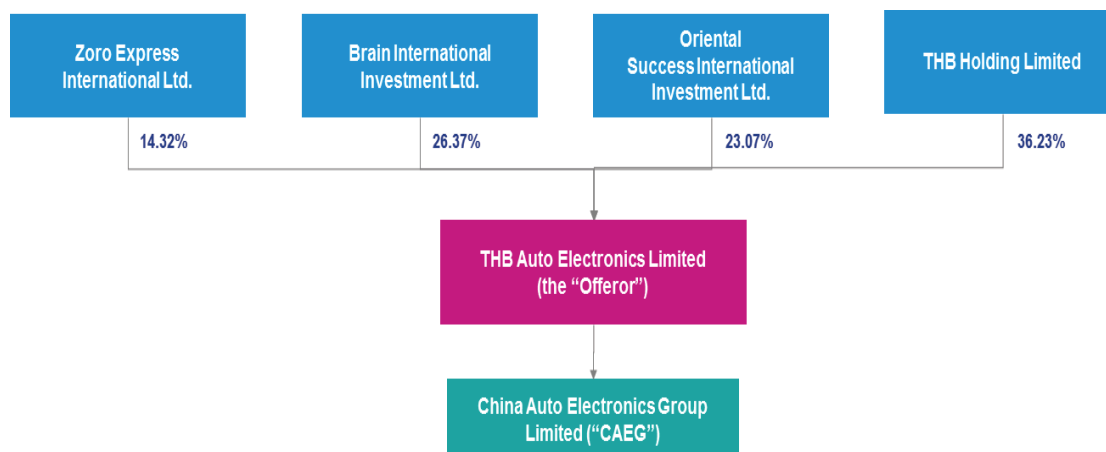 Zoro Express
International Ltd.
Brain International
Investment Ltd.
Oriental
Success International
Investment Ltd.
THB Holding Limited
14.32%
26.37%
23.07%
36.23%
THB Auto Electronics Limited
(the “Offeror”)
China Auto Electronics Group
Limited (“CAEG”)